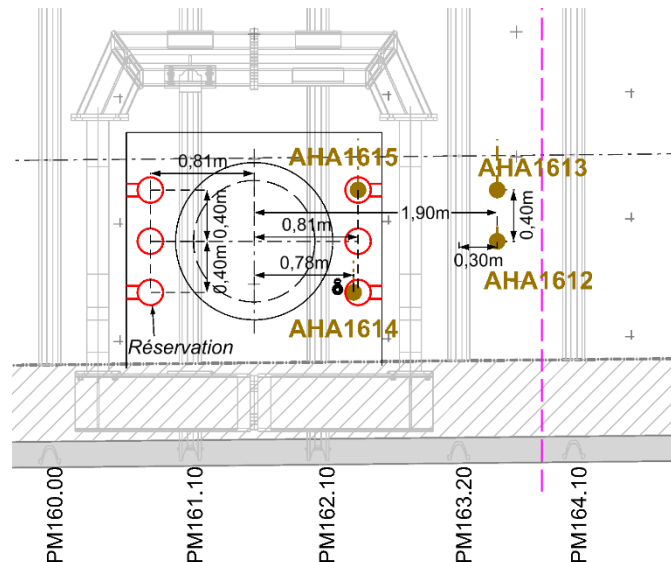 0,81m
AHA1615
AHA1613
0,40m
1,90m
0,40m
0,81m
0,40m
0,30m
0,78m
AHA1612
8
AHA1614
Réservation
PM160.00
PM161.10
PM162.10
PM163.20
PM164.10